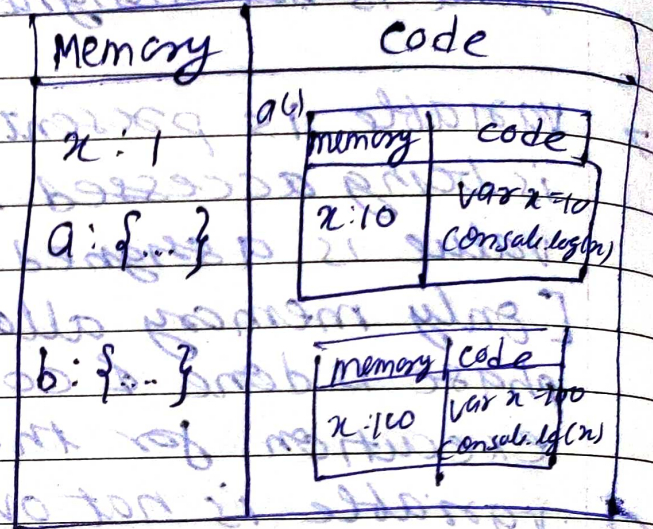 Memory code
x : 1
a()
memory code
x:10 var x=10
console.log(x)
a : {...}
b : {...}
memory code
x:100 var x=100
console.log(x)